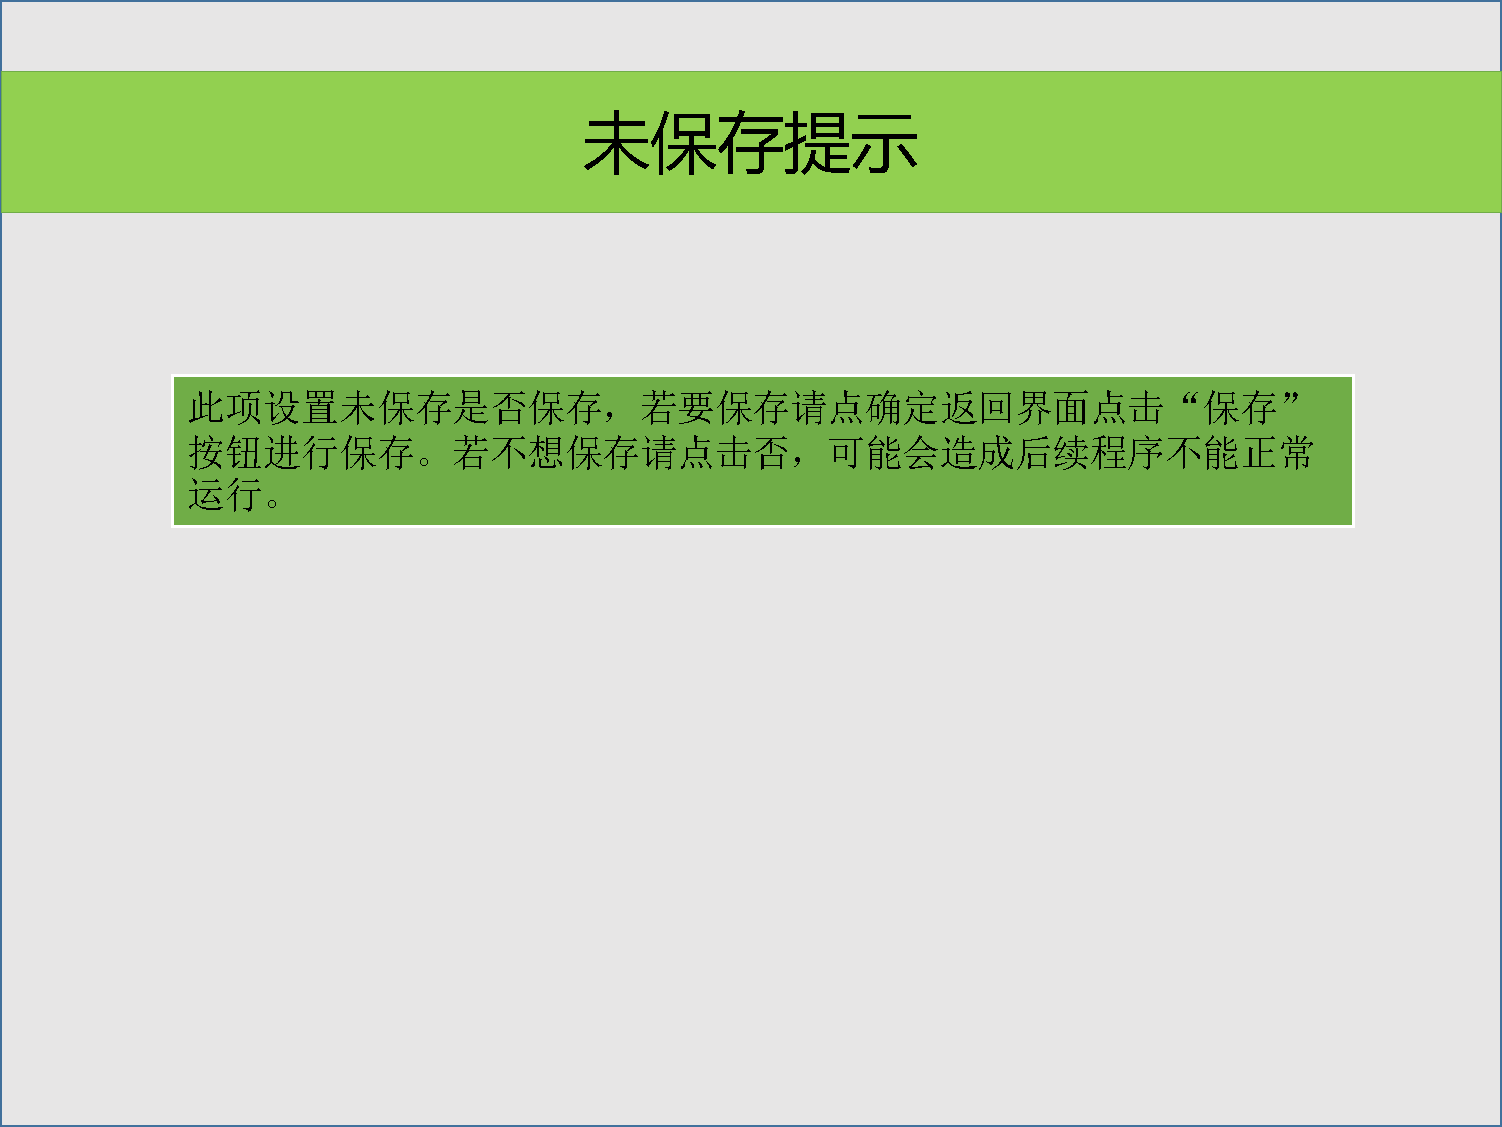 未保存提示
此项设置未保存是否保存，若要保存请点确定返回界面点击“保存”
按钮进行保存。若不想保存请点击否，可能会造成后续程序不能正常
运行。